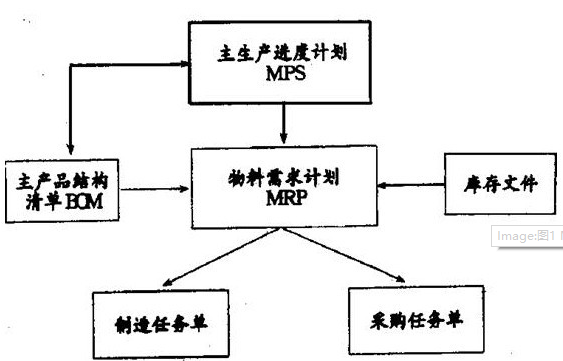 主生产进度计划
MPS
主产品结构
清单BOM
物料需求计划
MRP
库存文件
Image:图1
制造任务单
采购任务单